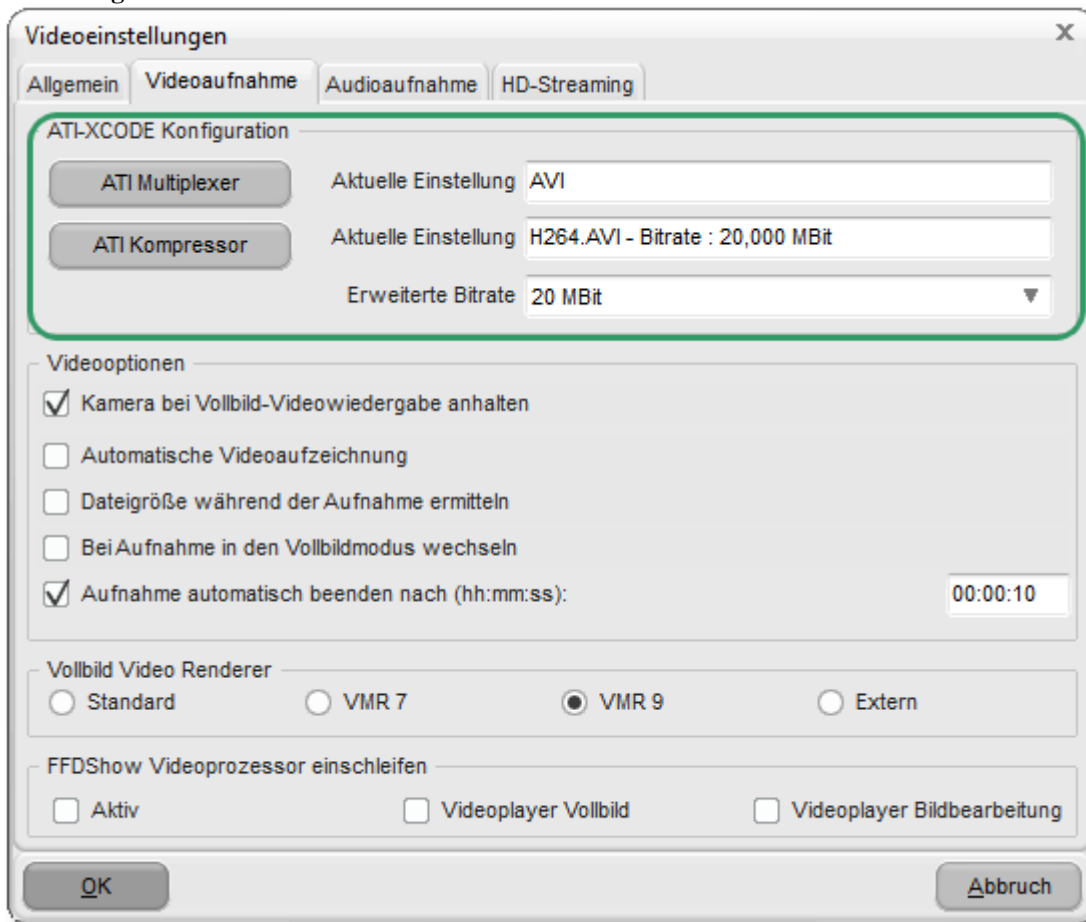 Videoeinstellungen x
Allgemein Videoaufnahme Audioaufnahme HD-Streaming
ATI-XCODE Konfiguration
ATI Multiplexer Aktuelle Einstellung AVI
ATI Kompressor Aktuelle Einstellung H264.AVI - Bitrate : 20,000 MBit
Erweiterte Bitrate 20 MBit
Videooptionen
Kamera bei Vollbild-Videowiedergabe anhalten
Automatische Videoaufzeichnung
Dateigröße während der Aufnahme ermitteln
Bei Aufnahme in den Vollbildmodus wechseln
Aufnahme automatisch beenden nach (hh:mm:ss): 00:00:10
Vollbild Video Renderer
Standard VMR 7 VMR 9 Extern
FFDShow Videoprozessor einschleifen
Aktiv Videoplayer Vollbild Videoplayer Bildbearbeitung
OK Abbruch